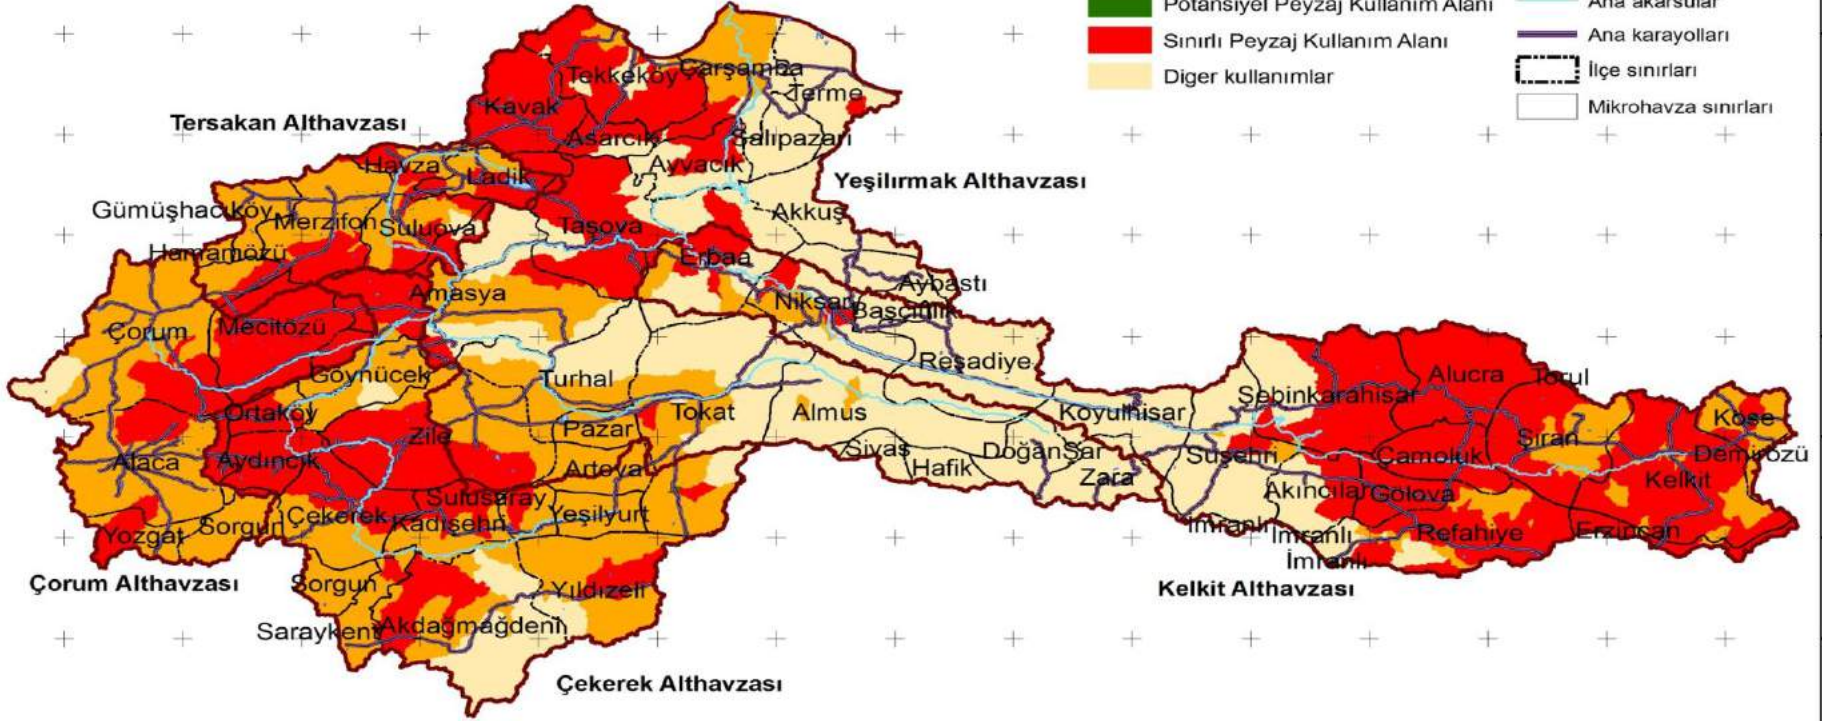 Potansiyel Peyzaj Kullanım Alanı
Sınırlı Peyzaj Kullanım Alanı
Diger kullanımlar
Ana akarsular
Ana karayolları
İlçe sınırları
Mikrohavza sınırları
Tersakan Althavzası
Yeşilırmak Althavzası
Çorum Althavzası
Kelkit Althavzası
Çekerek Althavzası
Tekkeköy
Çarşamba
Terme
Kavak
Asarcık
Salıpazarı
Ayvacık
Havza
Ladik
Gümüşhacıköy
Merzifon
Suluova
Taşova
Akkuş
Hamamözü
Erbaa
Aybastı
Amasya
Niksar
Başçiftlik
Çorum
Mecitözü
Reşadiye
Göynücek
Turhal
Şebinkarahisar
Alucra
Torul
Ortaköy
Zile
Pazar
Tokat
Almus
Koyulhisar
Şiran
Köse
Alaca
Aydıncık
Artova
Sivas
Hafik
DoğanŞar
Zara
Suşehri
Çamoluk
Demirözü
Kelkit
Sulusaray
Akıncılar
Gölova
Yozgat
Sorgun
Çekerek
Kadışehri
Yeşilyurt
İmranlı
İmranlı
İmranlı
Refahiye
Erzincan
Sorgun
Yıldızeli
Saraykent
Akdağmağdeni